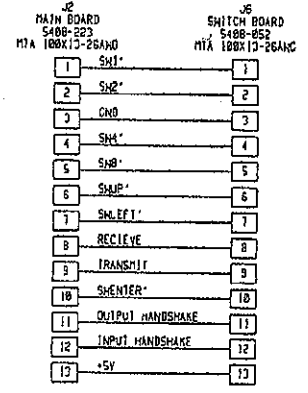 J2 J6
MAIN BOARD SWITCH BOARD
5408-223 5408-052
MTA 100X13-26AWG MTA 100X13-26AWG
1 SW1* 1
2 SW2* 2
3 GND 3
4 SW4* 4
5 SW8* 5
6 SWUP* 6
7 SWLEFT* 7
8 RECIEVE 8
9 TRANSMIT 9
10 SWENTER* 10
11 OUTPUT HANDSHAKE 11
12 INPUT HANDSHAKE 12
13 +5V 13